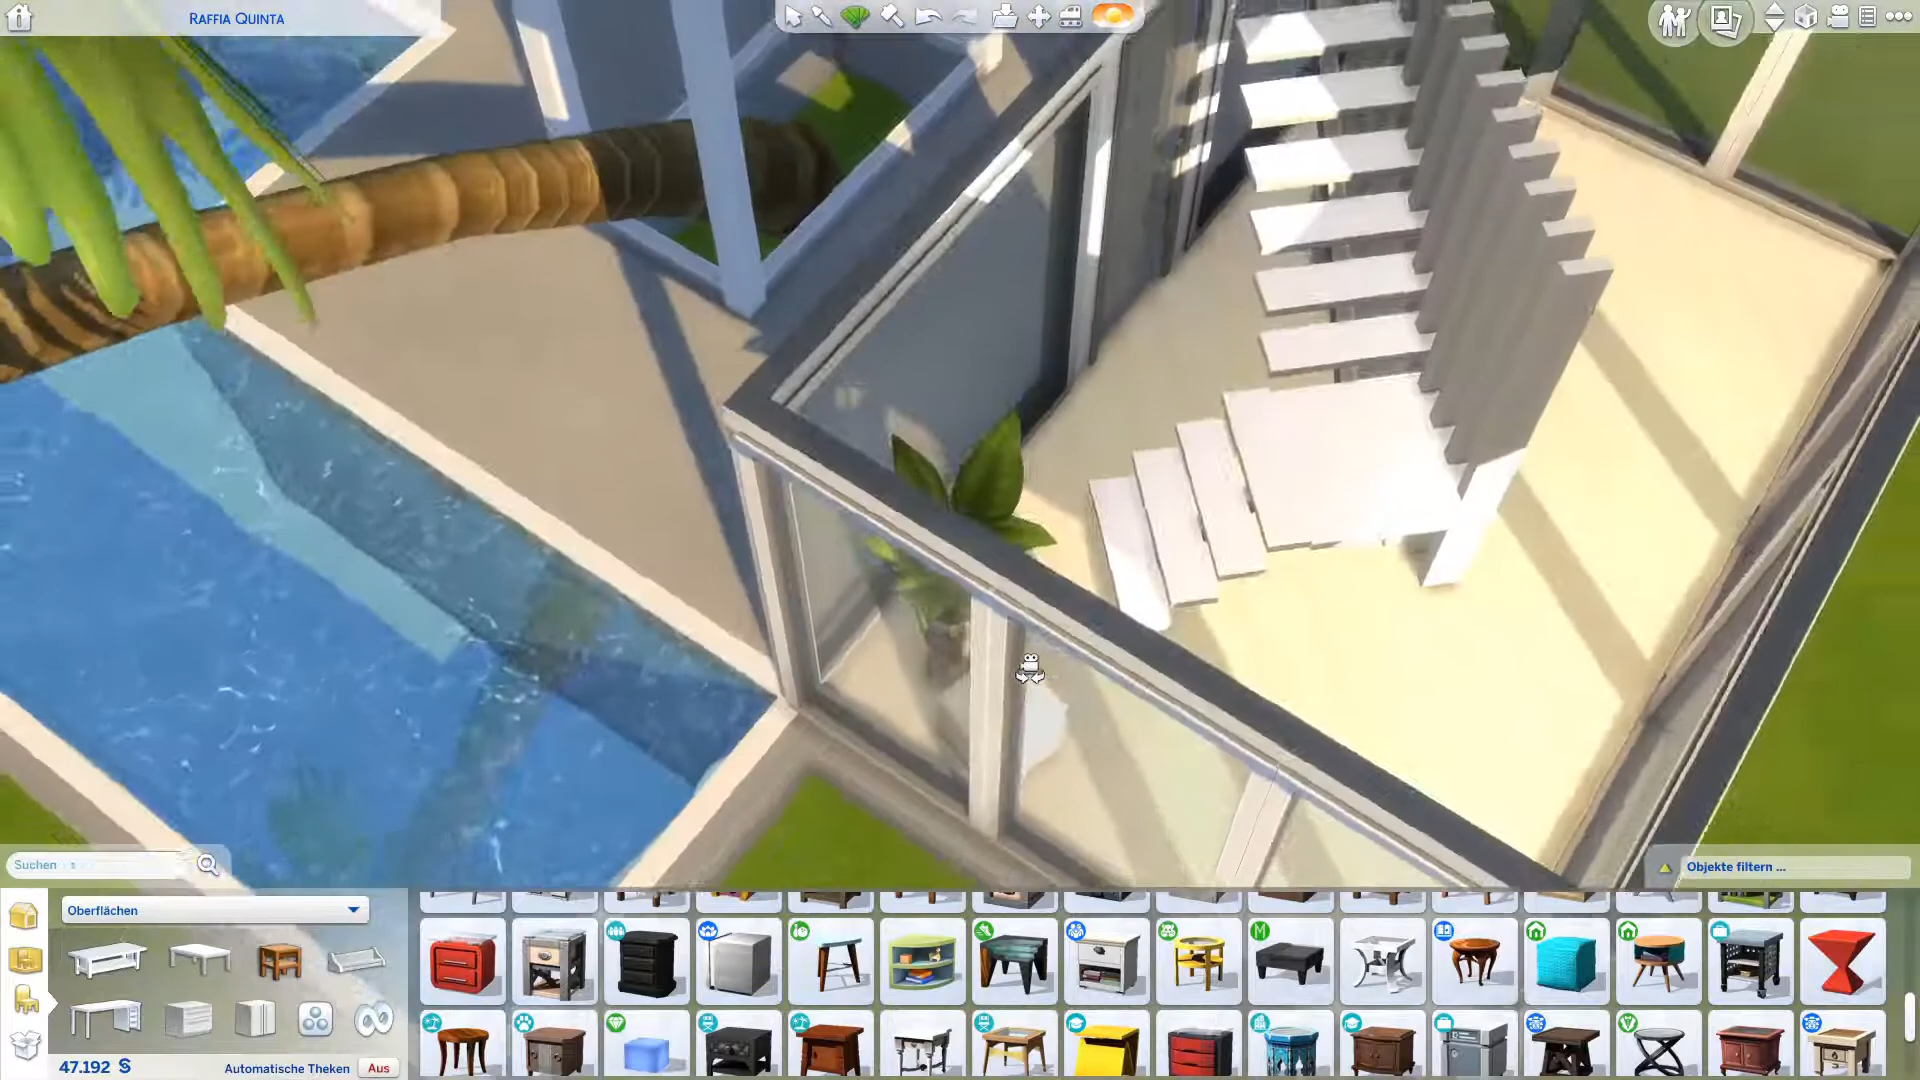 RAFFIA QUINTA
Suchen
Objekte filtern ...
Oberflächen
47.192 S
Automatische Theken
Aus